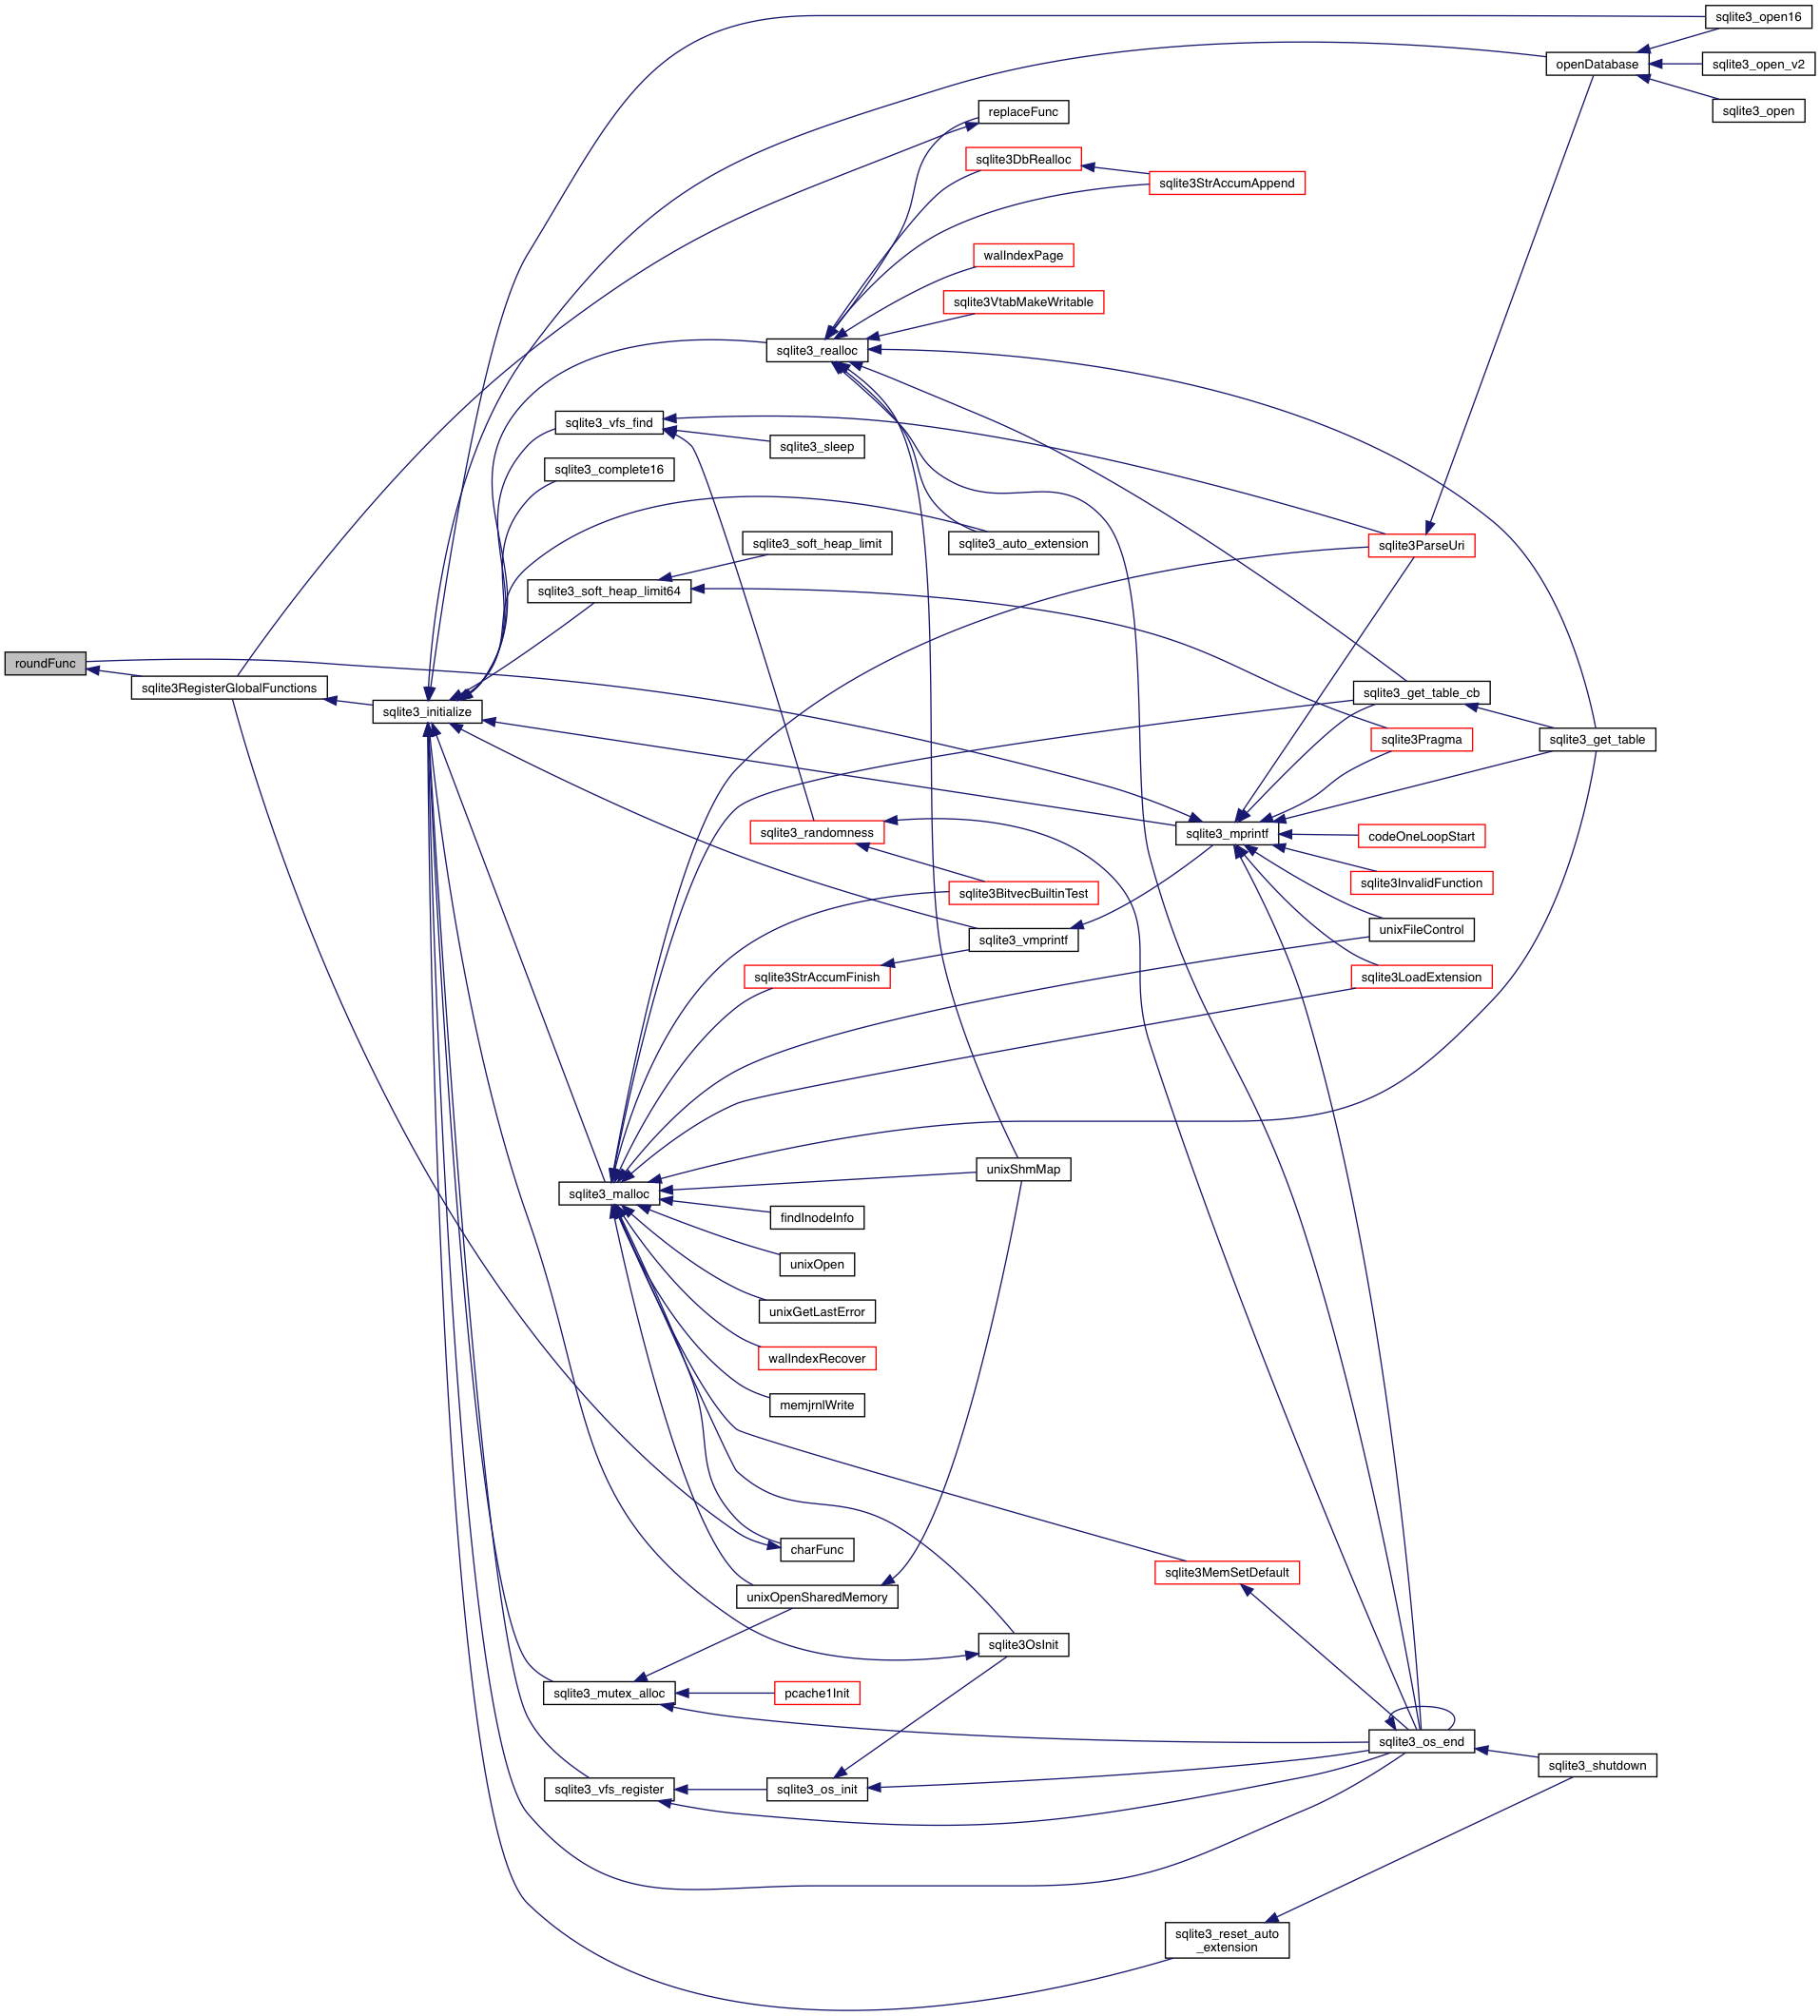 sqlite3_open16
openDatabase
sqlite3_open_v2
sqlite3_open
replaceFunc
sqlite3DbRealloc
sqlite3StrAccumAppend
walIndexPage
sqlite3VtabMakeWritable
sqlite3_realloc
sqlite3_vfs_find
sqlite3_sleep
sqlite3_complete16
sqlite3_soft_heap_limit
sqlite3_auto_extension
sqlite3ParseUri
sqlite3_soft_heap_limit64
roundFunc
sqlite3RegisterGlobalFunctions
sqlite3_get_table_cb
sqlite3_initialize
sqlite3Pragma
sqlite3_get_table
sqlite3_randomness
sqlite3_mprintf
codeOneLoopStart
sqlite3InvalidFunction
sqlite3BitvecBuiltinTest
unixFileControl
sqlite3_vmprintf
sqlite3StrAccumFinish
sqlite3LoadExtension
unixShmMap
sqlite3_malloc
findInodeInfo
unixOpen
unixGetLastError
walIndexRecover
memjrnlWrite
charFunc
sqlite3MemSetDefault
unixOpenSharedMemory
sqlite3OsInit
sqlite3_mutex_alloc
pcache1Init
sqlite3_os_end
sqlite3_shutdown
sqlite3_vfs_register
sqlite3_os_init
sqlite3_reset_auto
_extension